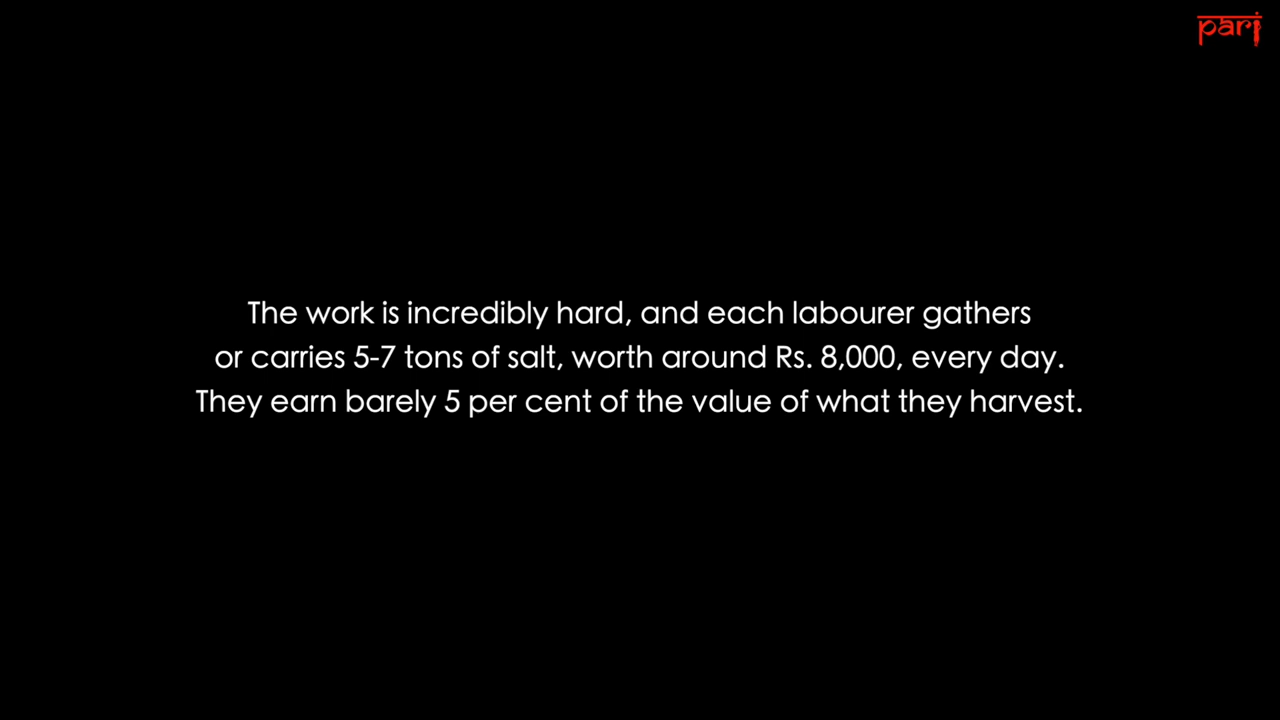 pari
The work is incredibly hard, and each labourer gathers
or carries 5-7 tons of salt, worth around Rs. 8,000, every day.
They earn barely 5 per cent of the value of what they harvest.